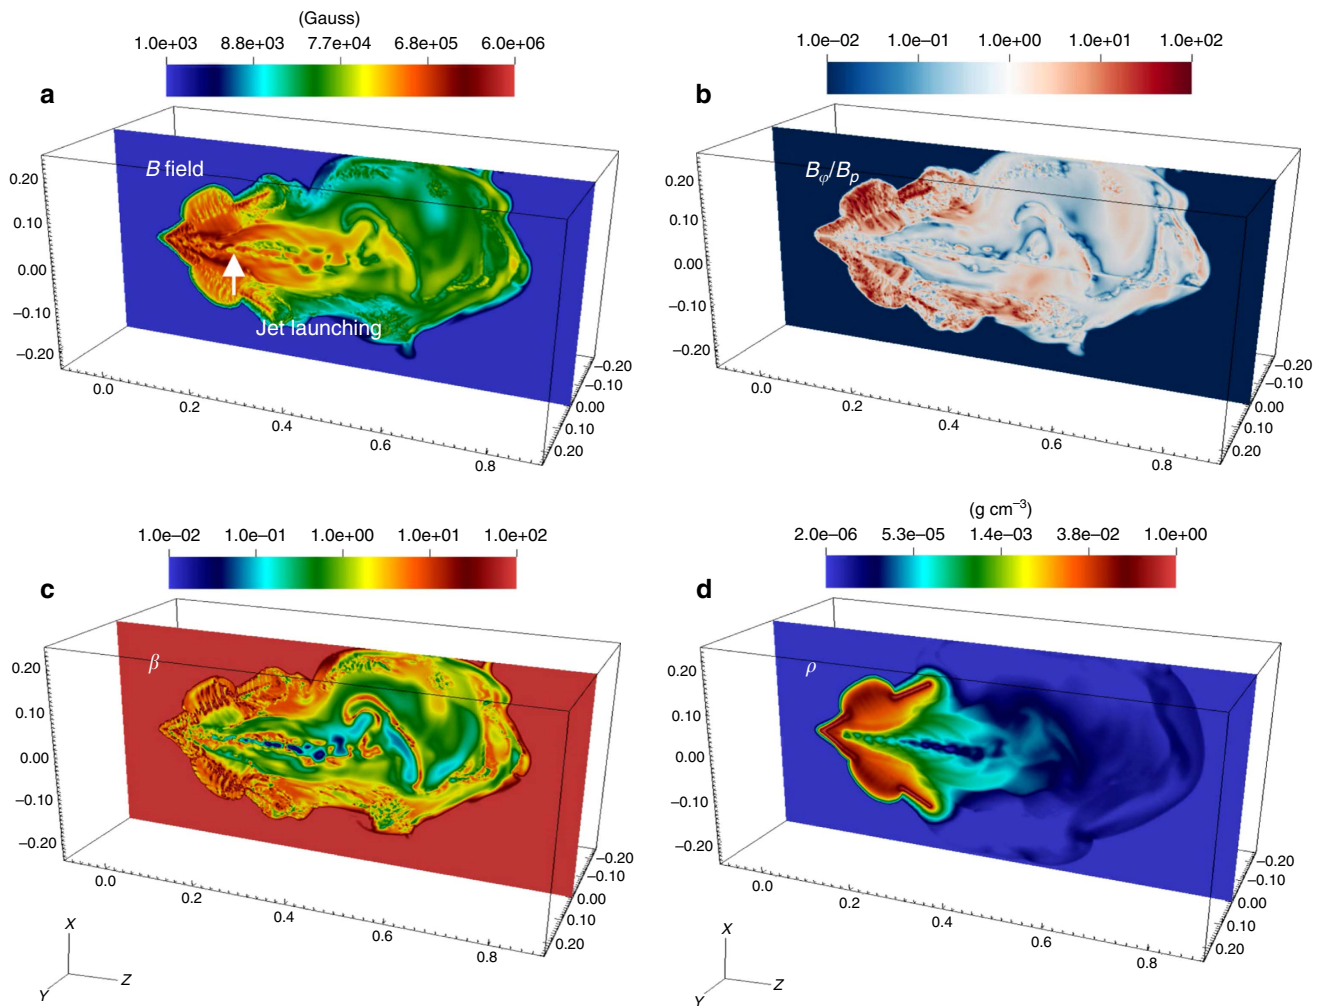 (Gauss)
1.0e+03 8.8e+03 7.7e+04 6.8e+05 6.0e+06
a
B field
Jet launching
0.20
0.10
0.00
−0.10
−0.20
0.0 0.2 0.4 0.6 0.8
−0.20
−0.10
0.00
0.10
0.20
1.0e−02 1.0e−01 1.0e+00 1.0e+01 1.0e+02
b
Bφ/Bp
0.20
0.10
0.00
−0.10
−0.20
0.0 0.2 0.4 0.6 0.8
−0.20
−0.10
0.00
0.10
0.20
1.0e−02 1.0e−01 1.0e+00 1.0e+01 1.0e+02
c
β
0.20
0.10
0.00
−0.10
−0.20
0.0 0.2 0.4 0.6 0.8
−0.20
−0.10
0.00
0.10
0.20
X
Y
Z
(g cm−3)
2.0e−06 5.3e−05 1.4e−03 3.8e−02 1.0e+00
d
ρ
0.20
0.10
0.00
−0.10
−0.20
0.0 0.2 0.4 0.6 0.8
−0.20
−0.10
0.00
0.10
0.20
X
Y
Z